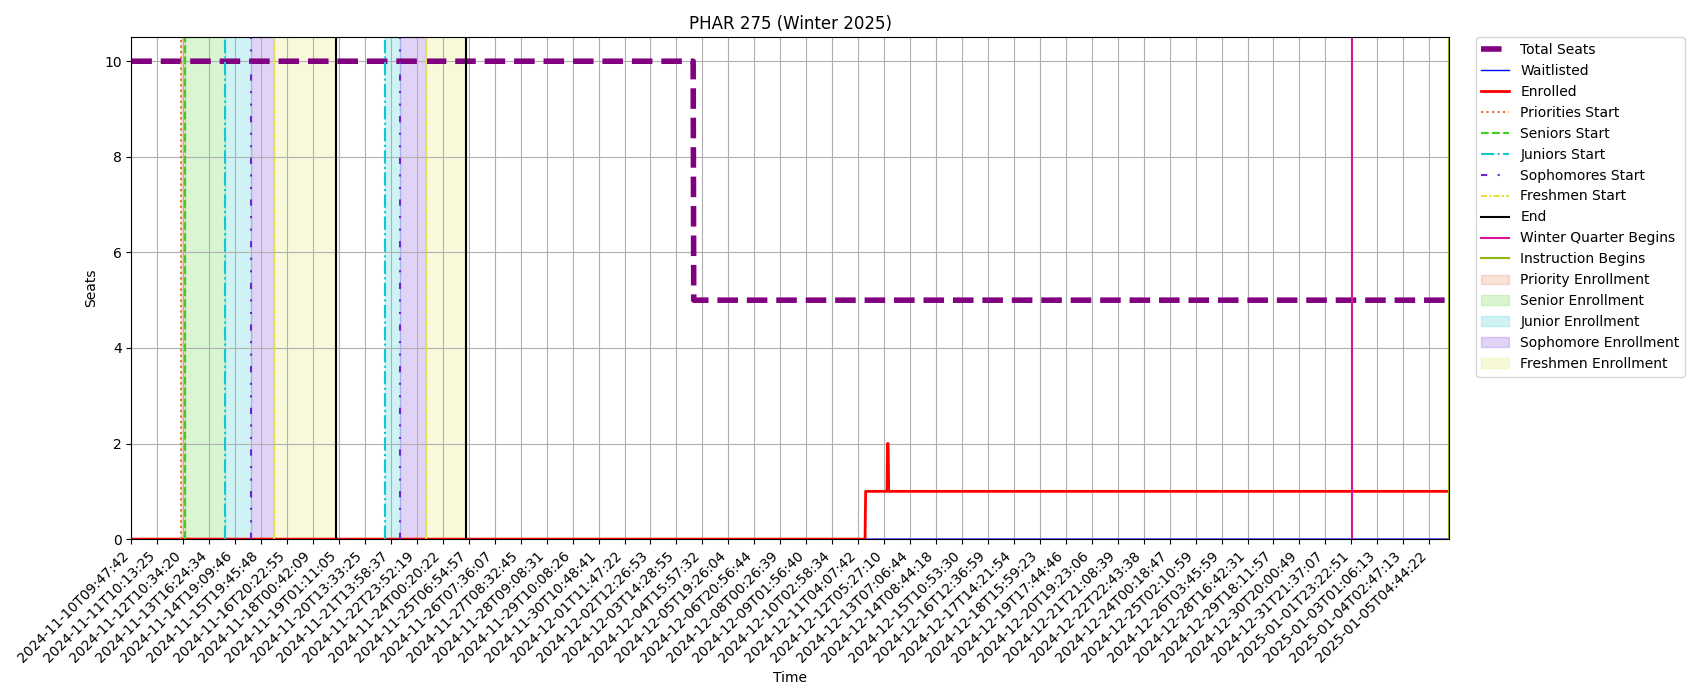 PHAR 275 (Winter 2025)
Seats
10
8
6
4
2
0
2024-11-10T09:47:42
2024-11-11T10:13:25
2024-11-12T10:34:20
2024-11-13T16:24:34
2024-11-14T19:09:46
2024-11-15T19:45:48
2024-11-16T20:22:55
2024-11-18T00:42:09
2024-11-19T01:11:05
2024-11-20T13:33:25
2024-11-21T13:58:37
2024-11-22T23:52:19
2024-11-24T00:20:22
2024-11-25T06:54:57
2024-11-26T07:36:07
2024-11-27T08:32:45
2024-11-28T09:08:31
2024-11-29T10:08:26
2024-11-30T10:48:41
2024-12-01T11:47:22
2024-12-02T12:26:53
2024-12-03T14:28:55
2024-12-04T15:57:32
2024-12-05T19:26:04
2024-12-06T20:56:44
2024-12-08T00:26:39
2024-12-09T01:56:40
2024-12-10T02:58:34
2024-12-11T04:07:42
2024-12-12T05:27:10
2024-12-13T07:06:44
2024-12-14T08:44:18
2024-12-15T10:53:30
2024-12-16T12:36:59
2024-12-17T14:21:54
2024-12-18T15:59:23
2024-12-19T17:44:46
2024-12-20T19:23:06
2024-12-21T21:08:39
2024-12-22T22:43:38
2024-12-24T00:18:47
2024-12-25T02:10:59
2024-12-26T03:45:59
2024-12-28T16:42:31
2024-12-29T18:11:57
2024-12-30T20:00:49
2024-12-31T21:37:07
2025-01-01T23:22:51
2025-01-03T01:06:13
2025-01-04T02:47:13
2025-01-05T04:44:22
Time
Total Seats
Waitlisted
Enrolled
Priorities Start
Seniors Start
Juniors Start
Sophomores Start
Freshmen Start
End
Winter Quarter Begins
Instruction Begins
Priority Enrollment
Senior Enrollment
Junior Enrollment
Sophomore Enrollment
Freshmen Enrollment